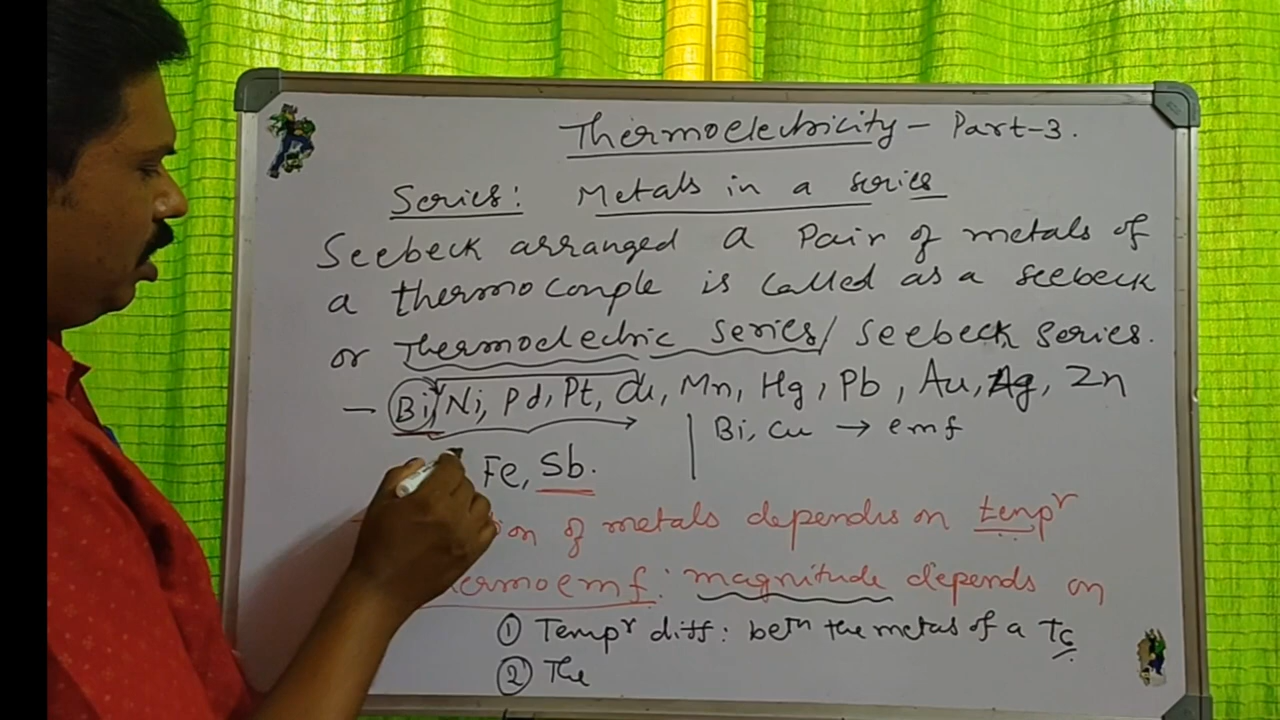 Thermoelectricity - Part-3.
Series: Metals in a series
Seebeck arranged a Pair of metals of
a thermocouple is called as a seebeck
or Thermoelectric series/ Seebeck series.
- Bi, Ni, Pd, Pt, Cu, Mn, Hg, Pb, Au, Ag, Zn
Bi, Cu → emf
Fe, Sb.
of metals depends on tempr
magnitude depends on
① Tempr diff: betn the metas of a Tc
② The